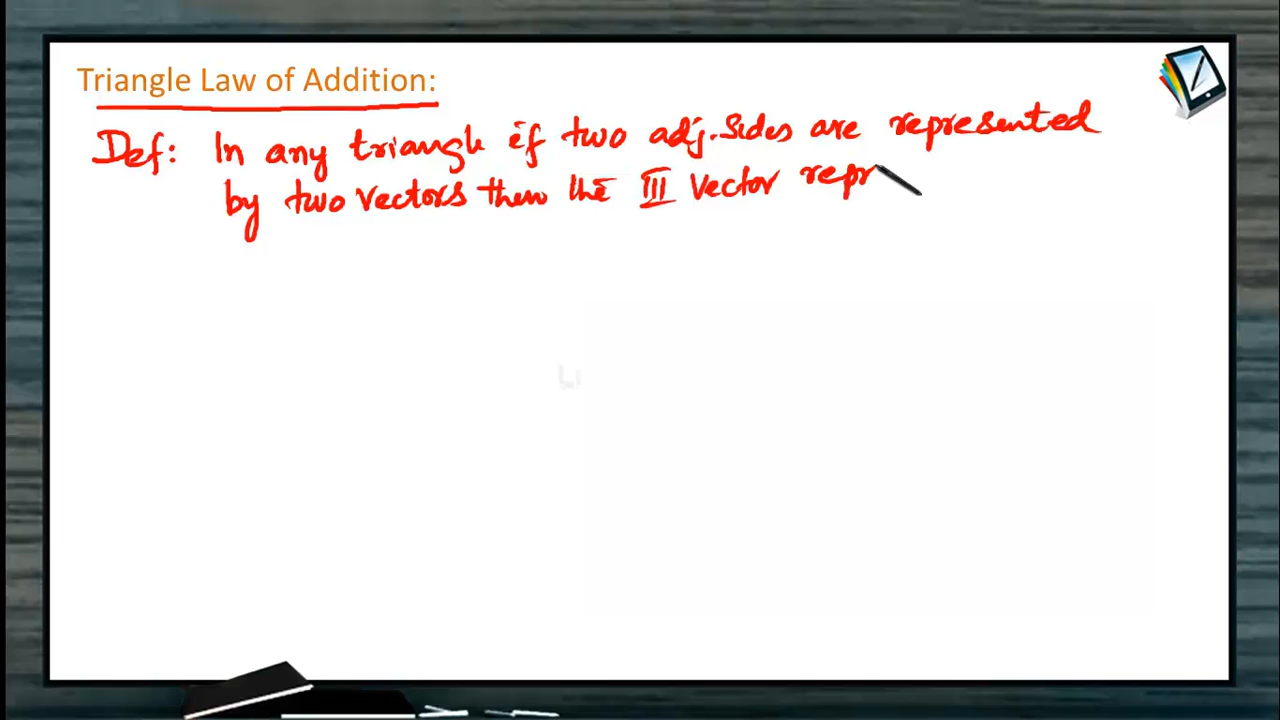 Triangle Law of Addition:
Def: In any triangle if two adj. sides are represented
by two vectors then the III vector repr